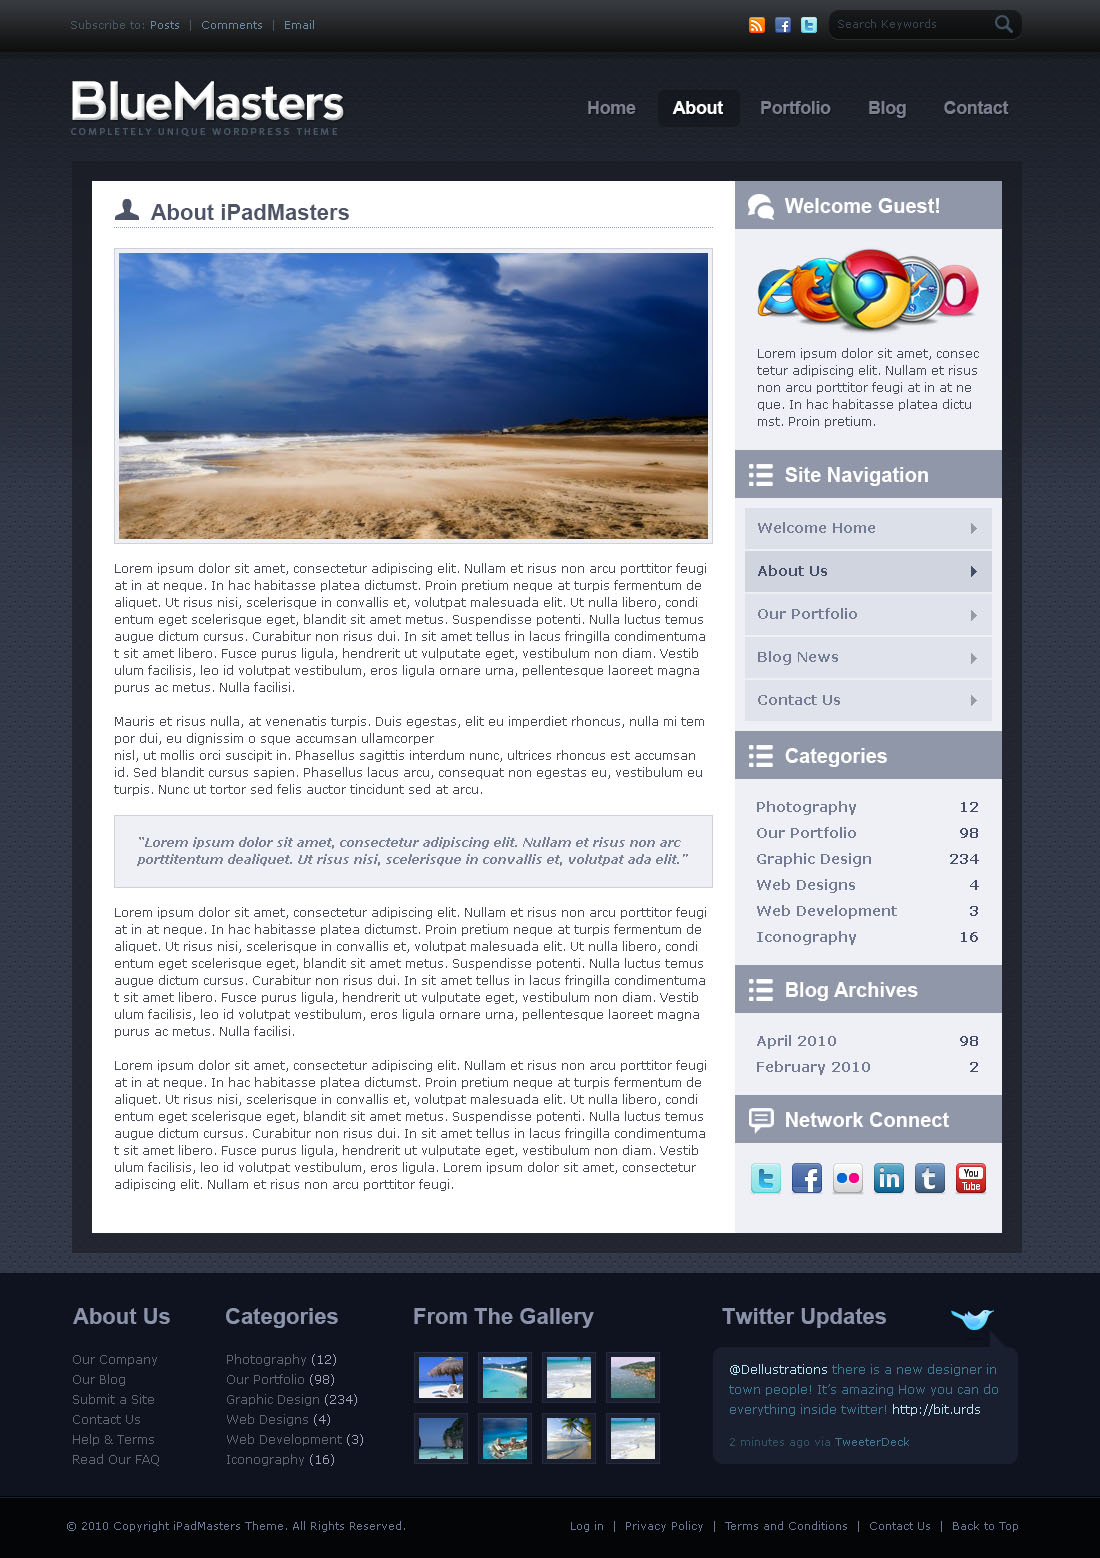 Subscribe to: Posts | Comments | Email
Search Keywords
BlueMasters
COMPLETELY UNIQUE WORDPRESS THEME
Home About Portfolio Blog Contact
About iPadMasters
Lorem ipsum dolor sit amet, consectetur adipiscing elit. Nullam et risus non arcu porttitor feugi
at in at neque. In hac habitasse platea dictumst. Proin pretium neque at turpis fermentum de
aliquet. Ut risus nisi, scelerisque in convallis et, volutpat malesuada elit. Ut nulla libero, condi
entum eget scelerisque eget, blandit sit amet metus. Suspendisse potenti. Nulla luctus temus
augue dictum cursus. Curabitur non risus dui. In sit amet tellus in lacus fringilla condimentuma
t sit amet libero. Fusce purus ligula, hendrerit ut vulputate eget, vestibulum non diam. Vestib
ulum facilisis, leo id volutpat vestibulum, eros ligula ornare urna, pellentesque laoreet magna
purus ac metus. Nulla facilisi.
Mauris et risus nulla, at venenatis turpis. Duis egestas, elit eu imperdiet rhoncus, nulla mi tem
por dui, eu dignissim o sque accumsan ullamcorper
nisl, ut mollis orci suscipit in. Phasellus sagittis interdum nunc, ultrices rhoncus est accumsan
id. Sed blandit cursus sapien. Phasellus lacus arcu, consequat non egestas eu, vestibulum eu
turpis. Nunc ut tortor sed felis auctor tincidunt sed at arcu.
“Lorem ipsum dolor sit amet, consectetur adipiscing elit. Nullam et risus non arc
porttitentum dealiquet. Ut risus nisi, scelerisque in convallis et, volutpat ada elit.”
Lorem ipsum dolor sit amet, consectetur adipiscing elit. Nullam et risus non arcu porttitor feugi
at in at neque. In hac habitasse platea dictumst. Proin pretium neque at turpis fermentum de
aliquet. Ut risus nisi, scelerisque in convallis et, volutpat malesuada elit. Ut nulla libero, condi
entum eget scelerisque eget, blandit sit amet metus. Suspendisse potenti. Nulla luctus temus
augue dictum cursus. Curabitur non risus dui. In sit amet tellus in lacus fringilla condimentuma
t sit amet libero. Fusce purus ligula, hendrerit ut vulputate eget, vestibulum non diam. Vestib
ulum facilisis, leo id volutpat vestibulum, eros ligula ornare urna, pellentesque laoreet magna
purus ac metus. Nulla facilisi.
Lorem ipsum dolor sit amet, consectetur adipiscing elit. Nullam et risus non arcu porttitor feugi
at in at neque. In hac habitasse platea dictumst. Proin pretium neque at turpis fermentum de
aliquet. Ut risus nisi, scelerisque in convallis et, volutpat malesuada elit. Ut nulla libero, condi
entum eget scelerisque eget, blandit sit amet metus. Suspendisse potenti. Nulla luctus temus
augue dictum cursus. Curabitur non risus dui. In sit amet tellus in lacus fringilla condimentuma
t sit amet libero. Fusce purus ligula, hendrerit ut vulputate eget, vestibulum non diam. Vestib
ulum facilisis, leo id volutpat vestibulum, eros ligula. Lorem ipsum dolor sit amet, consectetur
adipiscing elit. Nullam et risus non arcu porttitor feugi.
Welcome Guest!
Lorem ipsum dolor sit amet, consec
tetur adipiscing elit. Nullam et risus
non arcu porttitor feugi at in at ne
que. In hac habitasse platea dictu
mst. Proin pretium.
Site Navigation
Welcome Home
About Us
Our Portfolio
Blog News
Contact Us
Categories
Photography 12
Our Portfolio 98
Graphic Design 234
Web Designs 4
Web Development 3
Iconography 16
Blog Archives
April 2010 98
February 2010 2
Network Connect
You
Tube
About Us
Our Company
Our Blog
Submit a Site
Contact Us
Help & Terms
Read Our FAQ
Categories
Photography (12)
Our Portfolio (98)
Graphic Design (234)
Web Designs (4)
Web Development (3)
Iconography (16)
From The Gallery
Twitter Updates
@Dellustrations there is a new designer in
town people! It's amazing How you can do
everything inside twitter! http://bit.urds
2 minutes ago via TweeterDeck
© 2010 Copyright iPadMasters Theme. All Rights Reserved.
Log in | Privacy Policy | Terms and Conditions | Contact Us | Back to Top